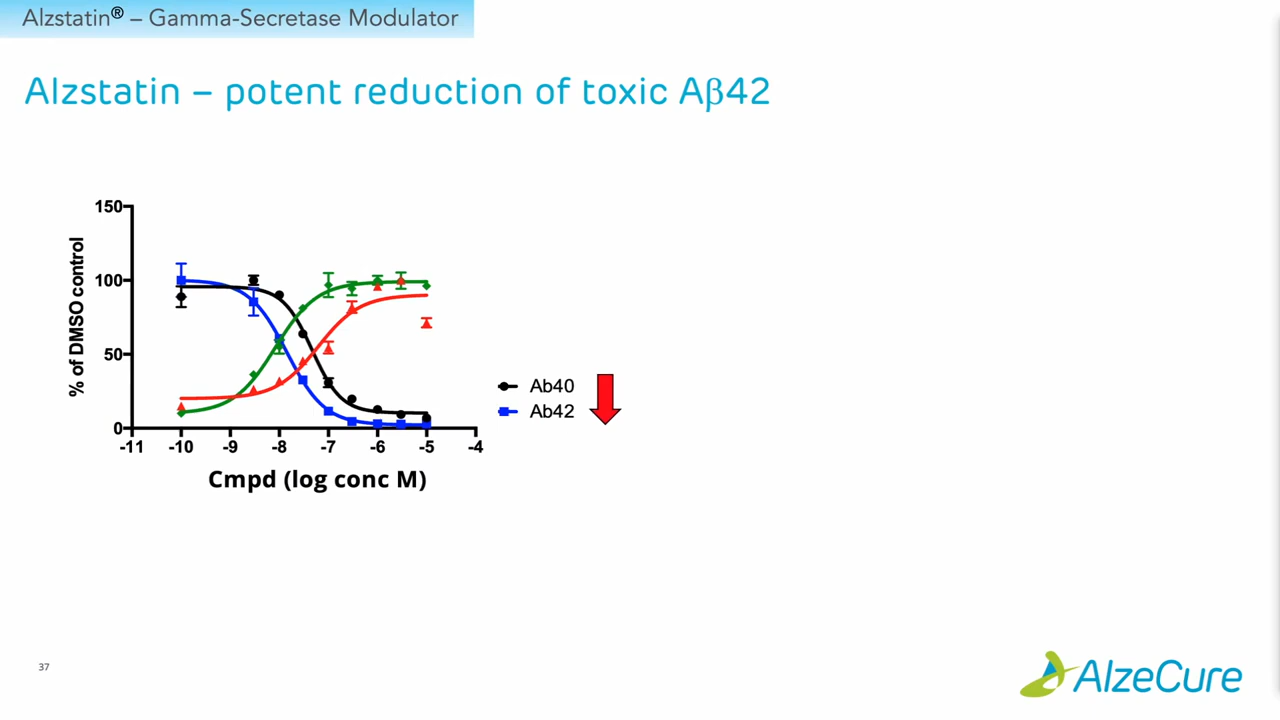 Alzstatin® – Gamma-Secretase Modulator
Alzstatin – potent reduction of toxic Aβ42
150
100
50
0
% of DMSO control
-11 -10 -9 -8 -7 -6 -5 -4
Cmpd (log conc M)
Ab40
Ab42
37
AlzeCure